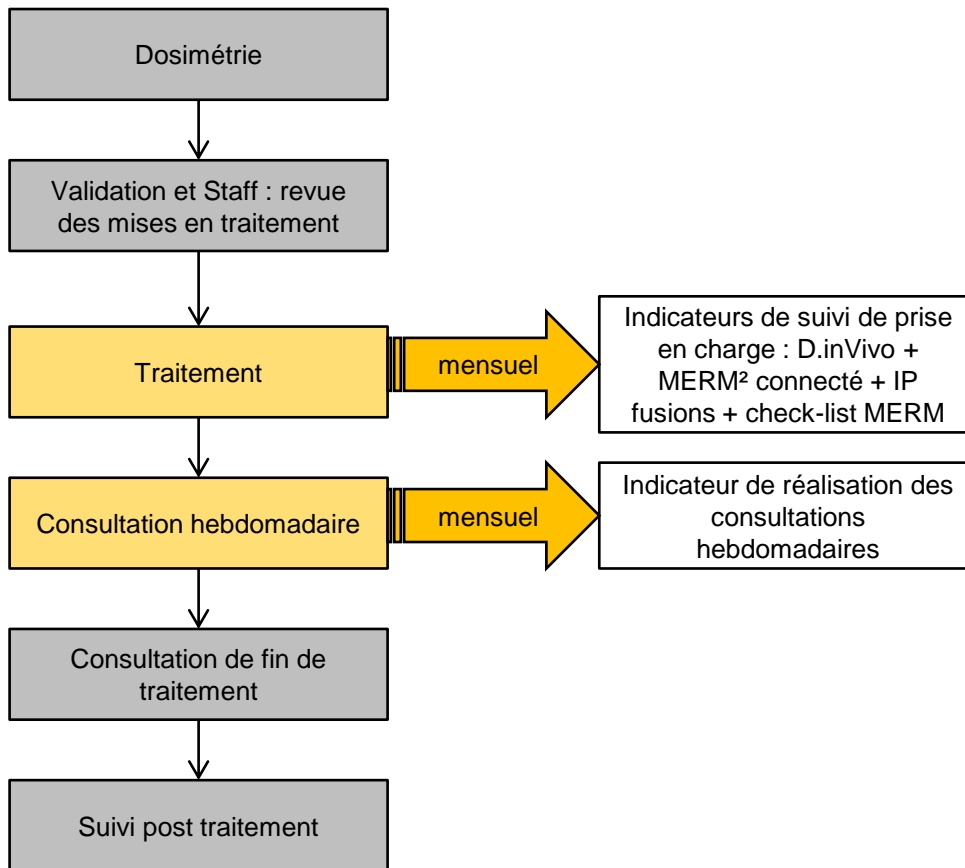 Dosimétrie
Validation et Staff : revue
des mises en traitement
Traitement
mensuel
Indicateurs de suivi de prise
en charge : D.inVivo +
MERM² connecté + IP
fusions + check-list MERM
Consultation hebdomadaire
mensuel
Indicateur de réalisation des
consultations
hebdomadaires
Consultation de fin de
traitement
Suivi post traitement